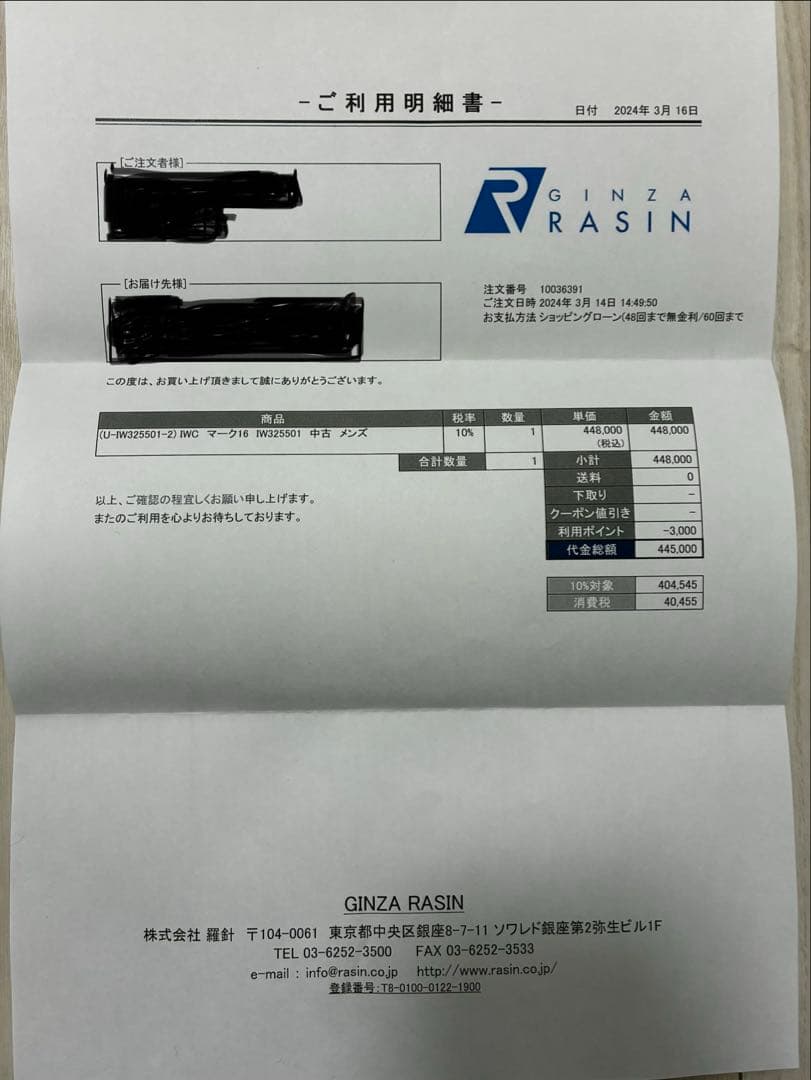 -ご利用明細書-
日付 2024年 3月 16日
[ご注文者様]
GINZA
RASIN
[お届け先様]
注文番号 10036391
ご注文日時 2024年 3月 14日 14:49:50
お支払方法 ショッピングローン(48回まで無金利/60回まで
この度は、お買い上げ頂きまして誠にありがとうございます。
商品 税率 数量 単価 金額
(U-IW325501-2) IWC マーク16 IW325501 中古 メンズ 10% 1 448,000 448,000
(税込)
合計数量 1 小計 448,000
送料 0
以上、ご確認の程宜しくお願い申し上げます。
下取り -
またのご利用を心よりお待ちしております。
クーポン値引き -
利用ポイント -3,000
代金総額 445,000
10%対象 404,545
消費税 40,455
GINZA RASIN
株式会社 羅針 〒104-0061 東京都中央区銀座8-7-11 ソワレド銀座第2弥生ビル1F
TEL 03-6252-3500 FAX 03-6252-3533
e-mail : info@rasin.co.jp http://www.rasin.co.jp/
登録番号:T8-0100-0122-1900